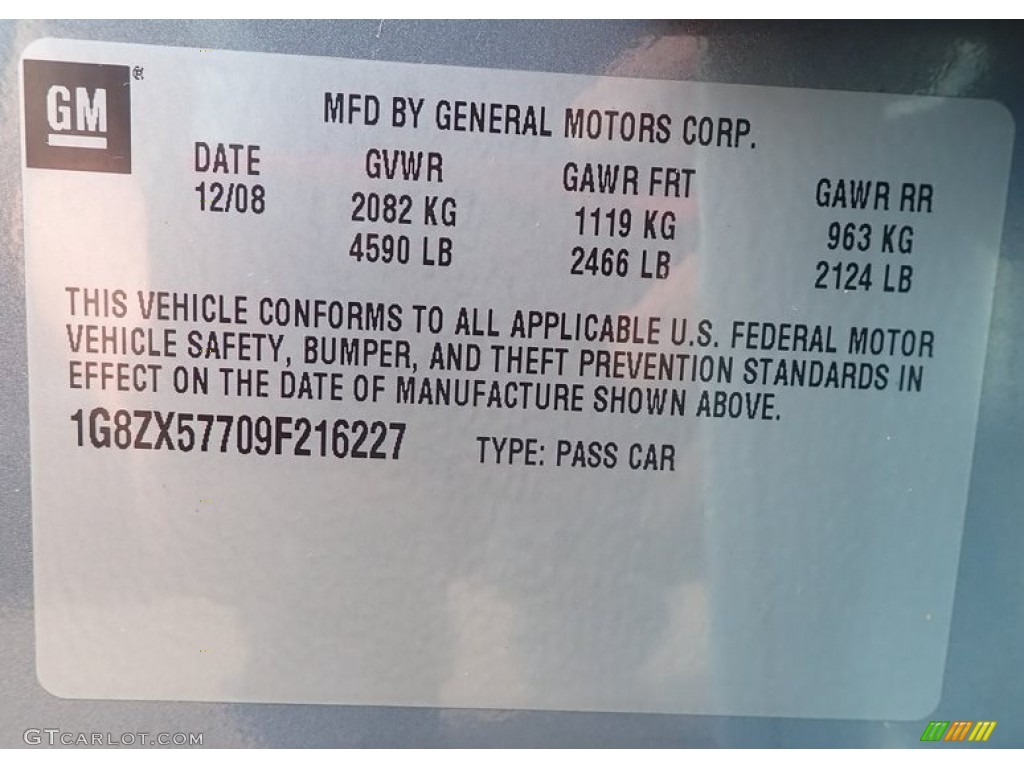 GM
MFD BY GENERAL MOTORS CORP.
DATE GVWR GAWR FRT GAWR RR
12/08 2082 KG 1119 KG 963 KG
4590 LB 2466 LB 2124 LB
THIS VEHICLE CONFORMS TO ALL APPLICABLE U.S. FEDERAL MOTOR
VEHICLE SAFETY, BUMPER, AND THEFT PREVENTION STANDARDS IN
EFFECT ON THE DATE OF MANUFACTURE SHOWN ABOVE.
1G8ZX57709F216227 TYPE: PASS CAR
GTCARLOT.COM